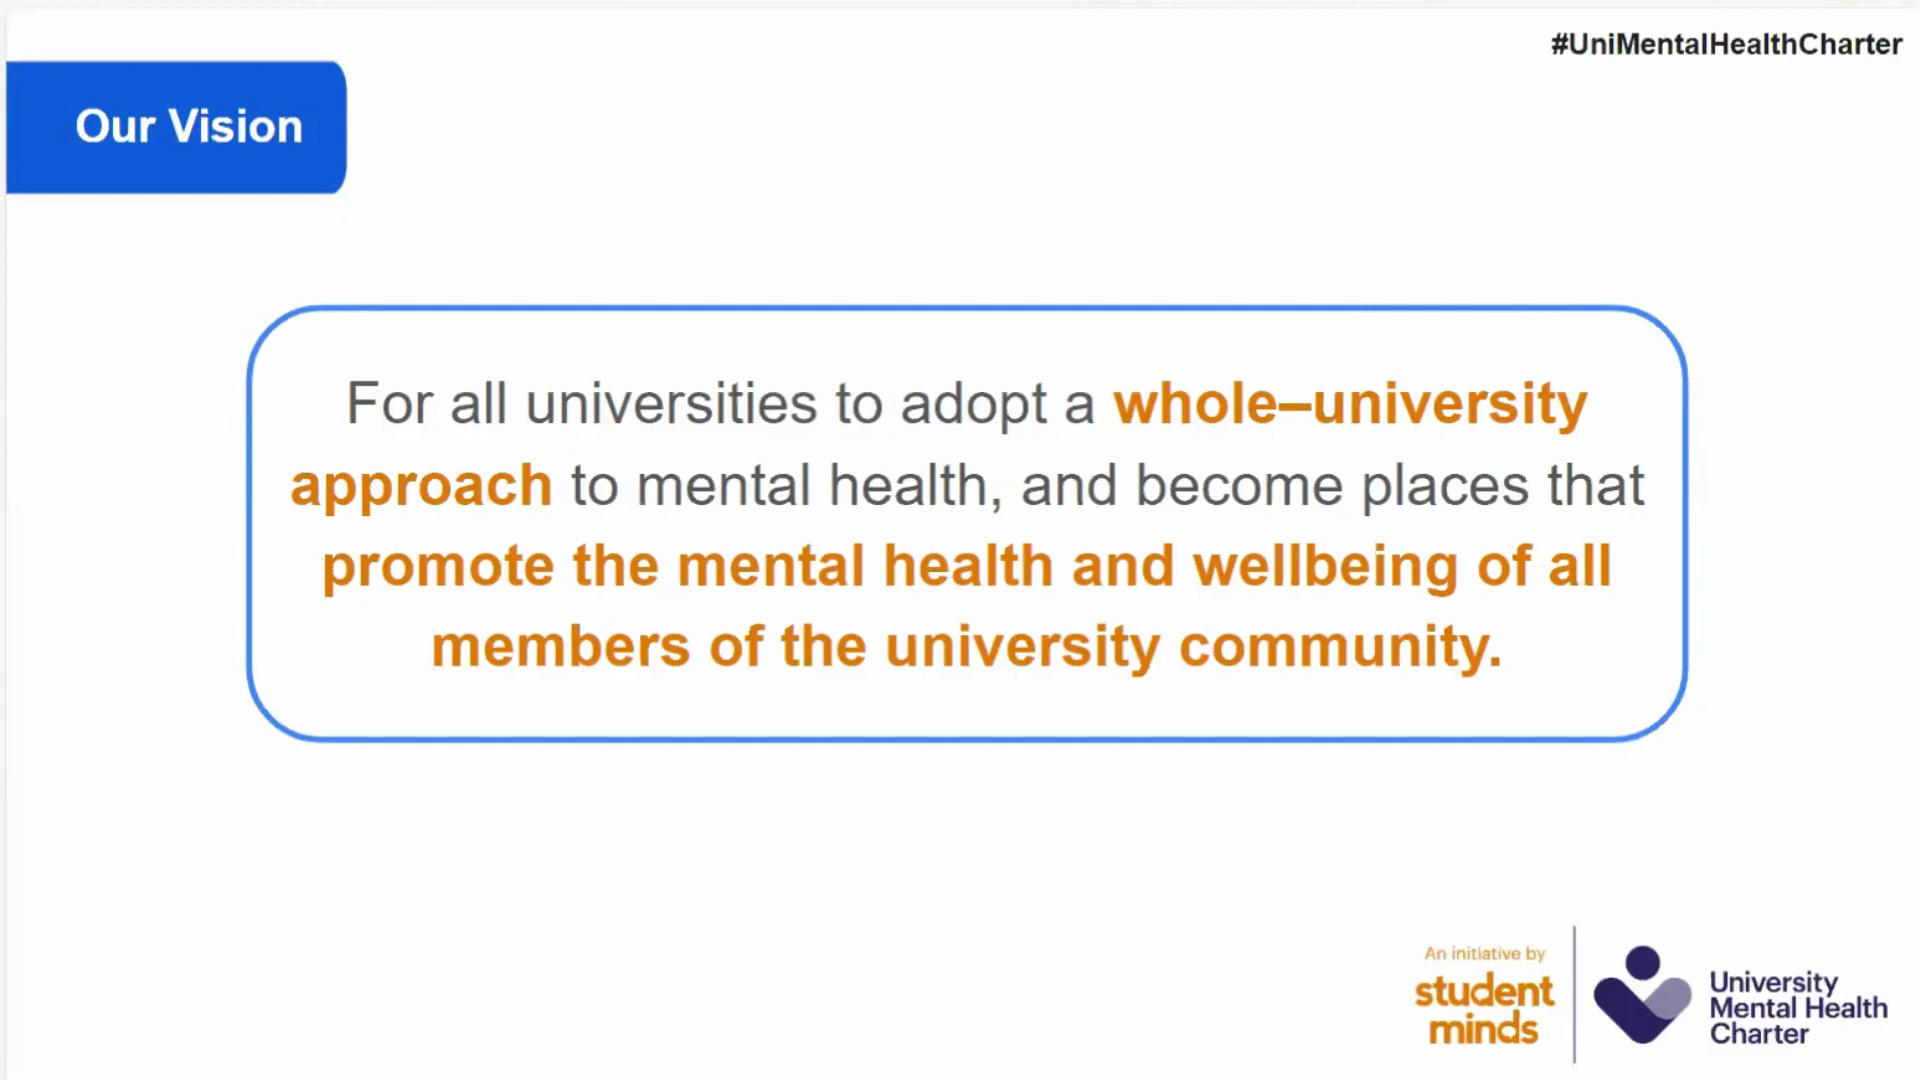 #UniMentalHealthCharter
Our Vision
For all universities to adopt a whole–university
approach to mental health, and become places that
promote the mental health and wellbeing of all
members of the university community.
An initiative by
student
minds
University
Mental Health
Charter